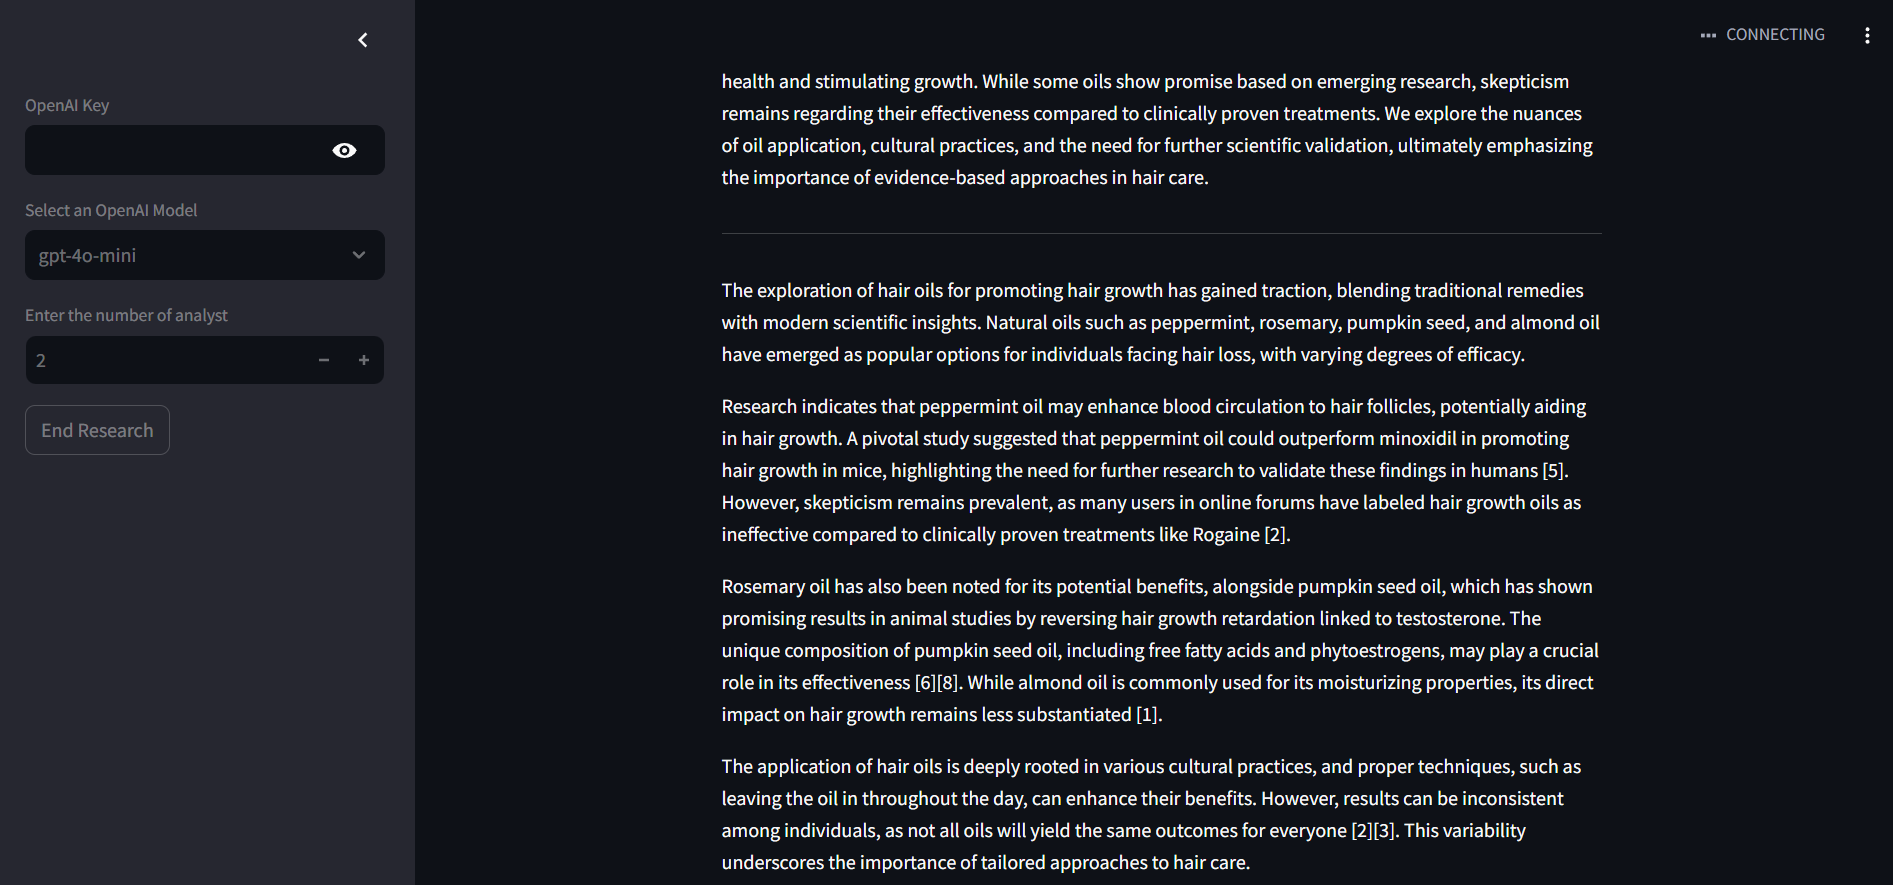 OpenAI Key
Select an OpenAI Model
gpt-4o-mini
Enter the number of analyst
2
End Research
CONNECTING
health and stimulating growth. While some oils show promise based on emerging research, skepticism
remains regarding their effectiveness compared to clinically proven treatments. We explore the nuances
of oil application, cultural practices, and the need for further scientific validation, ultimately emphasizing
the importance of evidence-based approaches in hair care.
The exploration of hair oils for promoting hair growth has gained traction, blending traditional remedies
with modern scientific insights. Natural oils such as peppermint, rosemary, pumpkin seed, and almond oil
have emerged as popular options for individuals facing hair loss, with varying degrees of efficacy.
Research indicates that peppermint oil may enhance blood circulation to hair follicles, potentially aiding
in hair growth. A pivotal study suggested that peppermint oil could outperform minoxidil in promoting
hair growth in mice, highlighting the need for further research to validate these findings in humans [5].
However, skepticism remains prevalent, as many users in online forums have labeled hair growth oils as
ineffective compared to clinically proven treatments like Rogaine [2].
Rosemary oil has also been noted for its potential benefits, alongside pumpkin seed oil, which has shown
promising results in animal studies by reversing hair growth retardation linked to testosterone. The
unique composition of pumpkin seed oil, including free fatty acids and phytoestrogens, may play a crucial
role in its effectiveness [6][8]. While almond oil is commonly used for its moisturizing properties, its direct
impact on hair growth remains less substantiated [1].
The application of hair oils is deeply rooted in various cultural practices, and proper techniques, such as
leaving the oil in throughout the day, can enhance their benefits. However, results can be inconsistent
among individuals, as not all oils will yield the same outcomes for everyone [2][3]. This variability
underscores the importance of tailored approaches to hair care.